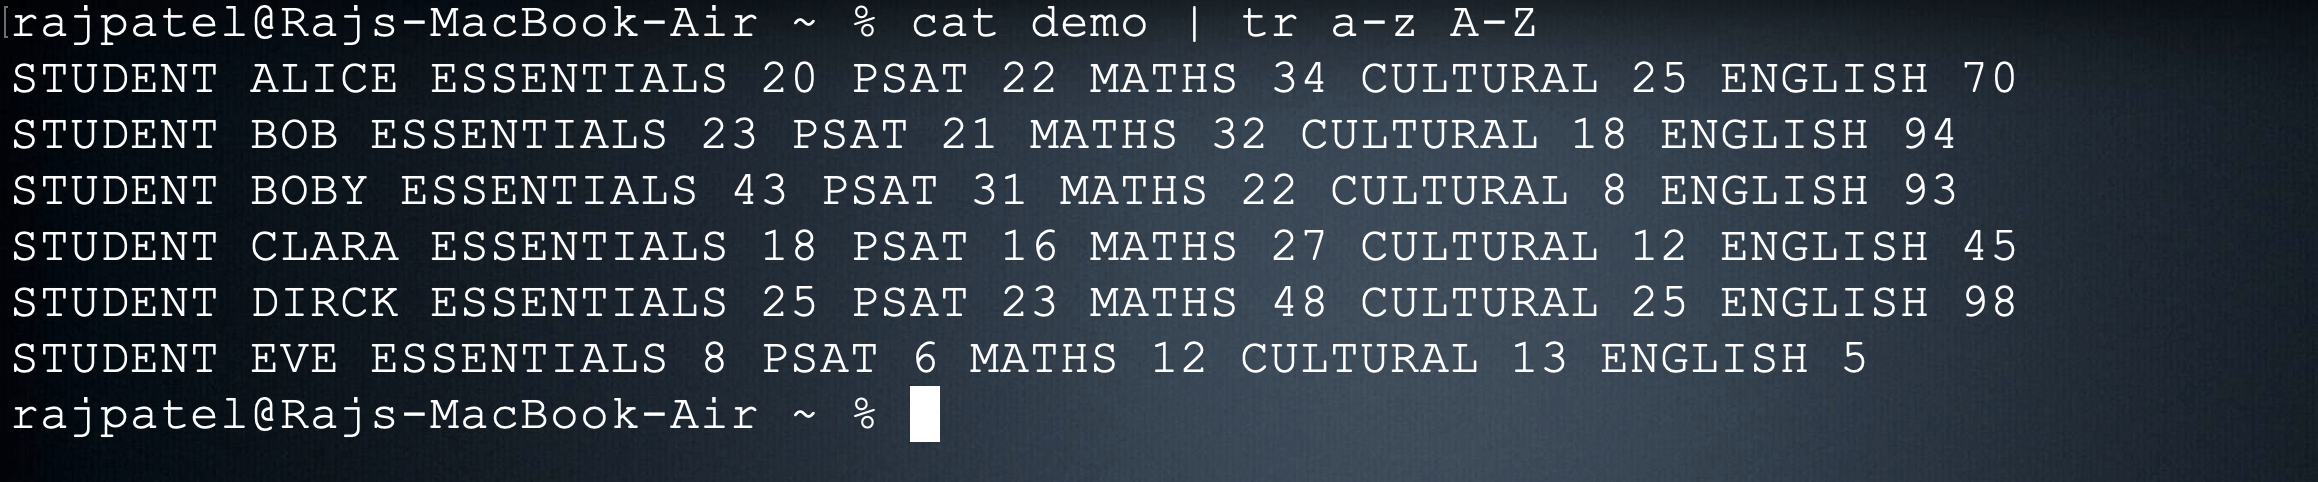 [rajpatel@Rajs-MacBook-Air ~ % cat demo | tr a-z A-Z
STUDENT ALICE ESSENTIALS 20 PSAT 22 MATHS 34 CULTURAL 25 ENGLISH 70
STUDENT BOB ESSENTIALS 23 PSAT 21 MATHS 32 CULTURAL 18 ENGLISH 94
STUDENT BOBY ESSENTIALS 43 PSAT 31 MATHS 22 CULTURAL 8 ENGLISH 93
STUDENT CLARA ESSENTIALS 18 PSAT 16 MATHS 27 CULTURAL 12 ENGLISH 45
STUDENT DIRCK ESSENTIALS 25 PSAT 23 MATHS 48 CULTURAL 25 ENGLISH 98
STUDENT EVE ESSENTIALS 8 PSAT 6 MATHS 12 CULTURAL 13 ENGLISH 5
rajpatel@Rajs-MacBook-Air ~ %